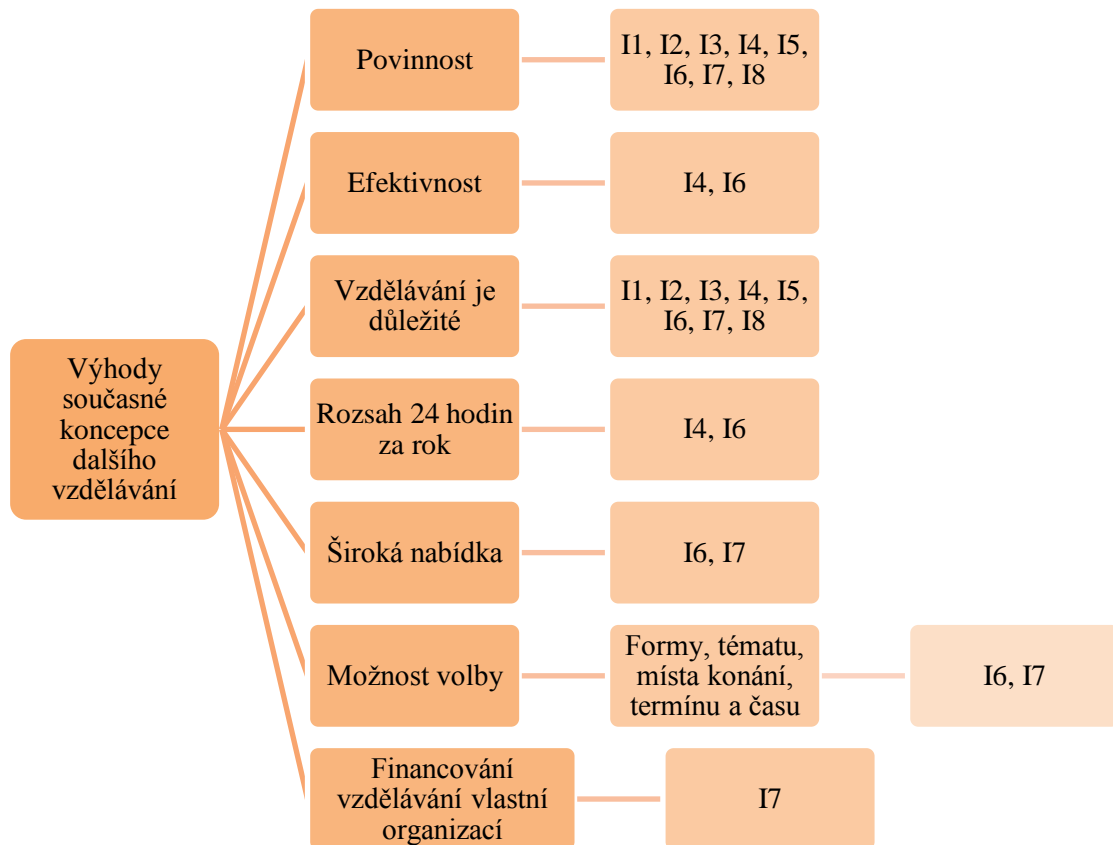 Povinnost
I1, I2, I3, I4, I5,
I6, I7, I8
Efektivnost
I4, I6
Vzdělávání je
důležité
I1, I2, I3, I4, I5,
I6, I7, I8
Výhody
současné
koncepce
dalšího
vzdělávání
Rozsah 24 hodin
za rok
I4, I6
Široká nabídka
I6, I7
Možnost volby
Formy, tématu,
místa konání,
termínu a času
I6, I7
Financování
vzdělávání vlastní
organizací
I7